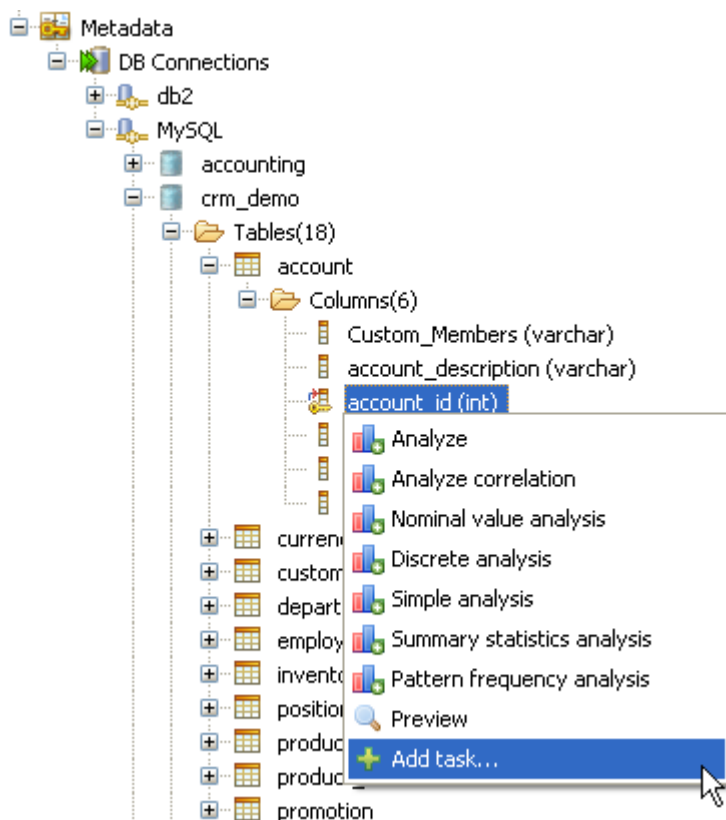 Metadata
DB Connections
db2
MySQL
accounting
crm_demo
Tables(18)
account
Columns(6)
Custom_Members (varchar)
account_description (varchar)
account_id (int)
Analyze
Analyze correlation
Nominal value analysis
Discrete analysis
Simple analysis
Summary statistics analysis
Pattern frequency analysis
Preview
Add task...
promotion